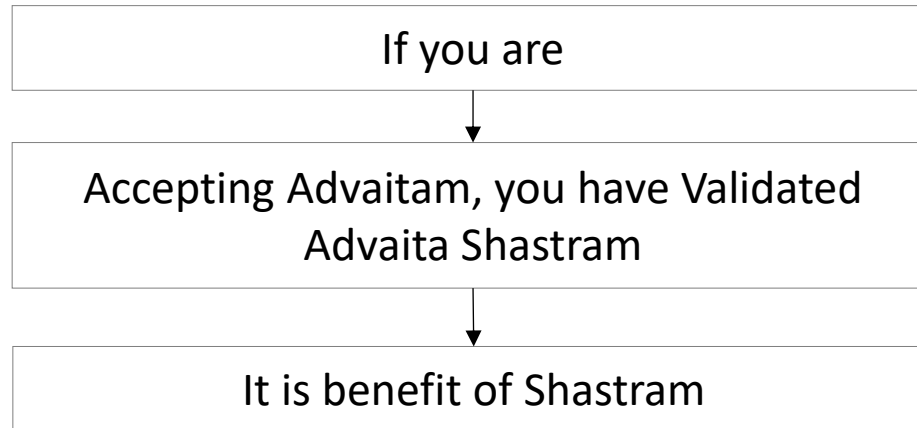 If you are
Accepting Advaitam, you have Validated
Advaita Shastram
It is benefit of Shastram